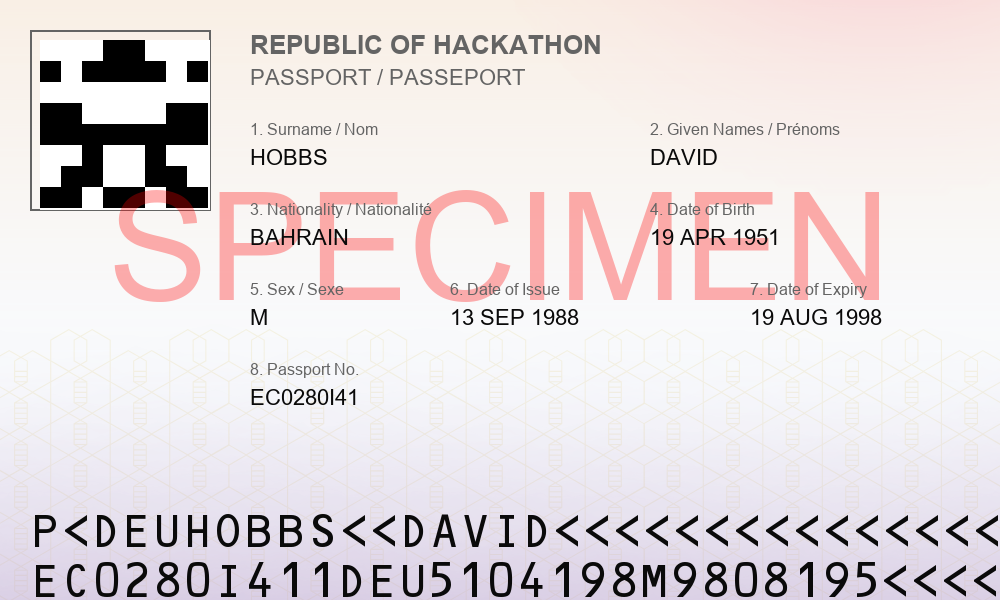 REPUBLIC OF HACKATHON
PASSPORT / PASSEPORT
1. Surname / Nom
2. Given Names / Prénoms
HOBBS
DAVID
SPECIMEN
3. Nationality / Nationalité
4. Date of Birth
BAHRAIN
19 APR 1951
5. Sex / Sexe
6. Date of Issue
7. Date of Expiry
M
13 SEP 1988
19 AUG 1998
8. Passport No.
EC0280I41
P<DEUHOBBS<<DAVID<<<<<<<<<<<<<<<
EC0280I411DEU5104198M9808195<<<<